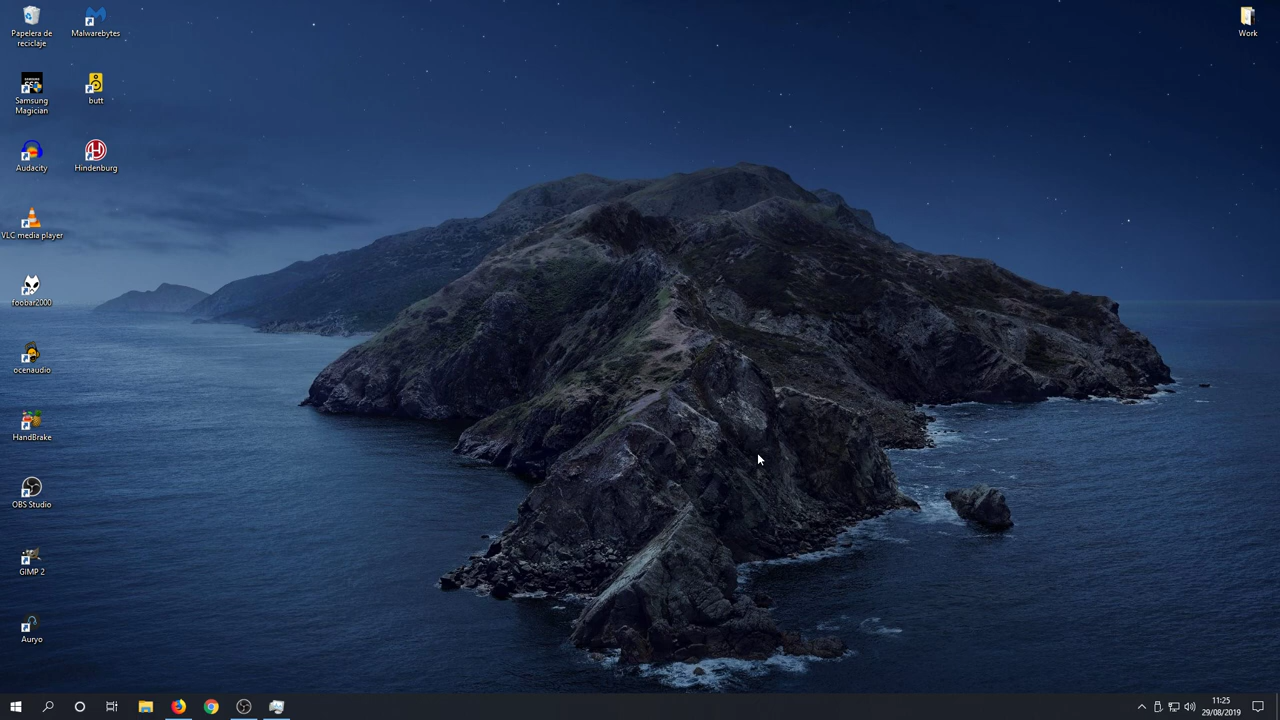 Papelera de
reciclaje
Malwarebytes
Work
Samsung
Magician
butt
Audacity
Hindenburg
VLC media player
foobar2000
ocenaudio
HandBrake
OBS Studio
GIMP 2
Auryo
11:25
29/08/2019